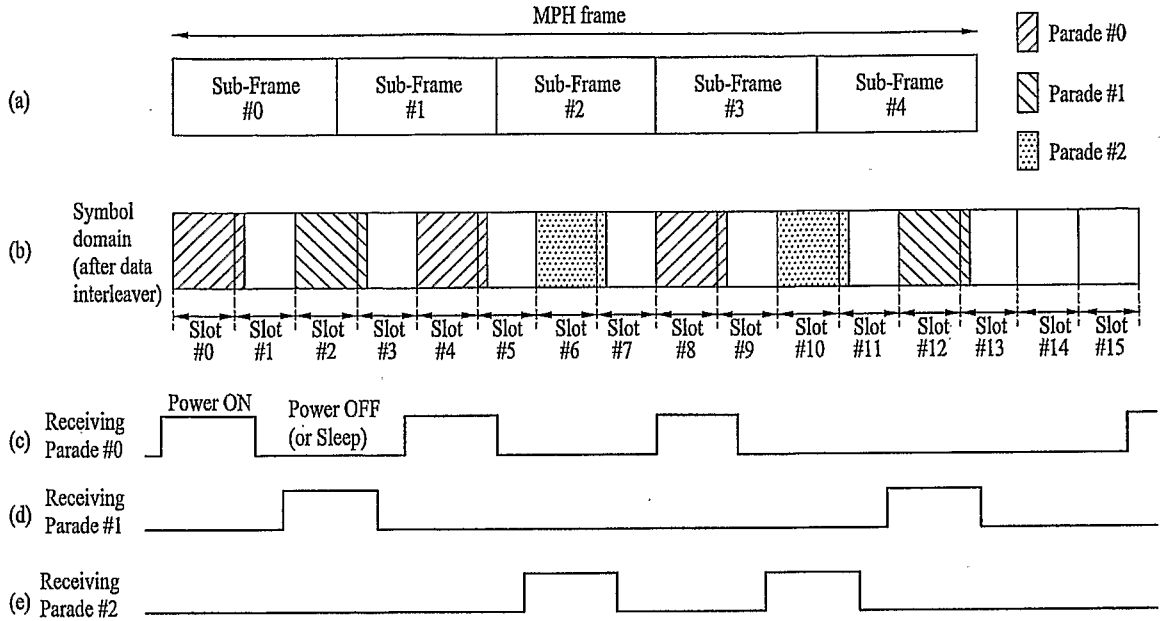 MPH frame
Parade #0
Parade #1
Parade #2
(a)
Sub-Frame
#0
Sub-Frame
#1
Sub-Frame
#2
Sub-Frame
#3
Sub-Frame
#4
(b)
Symbol
domain
(after data
interleaver)
Slot
#0
Slot
#1
Slot
#2
Slot
#3
Slot
#4
Slot
#5
Slot
#6
Slot
#7
Slot
#8
Slot
#9
Slot
#10
Slot
#11
Slot
#12
Slot
#13
Slot
#14
Slot
#15
(c)
Receiving
Parade #0
Power ON
Power OFF
(or Sleep)
(d)
Receiving
Parade #1
(e)
Receiving
Parade #2